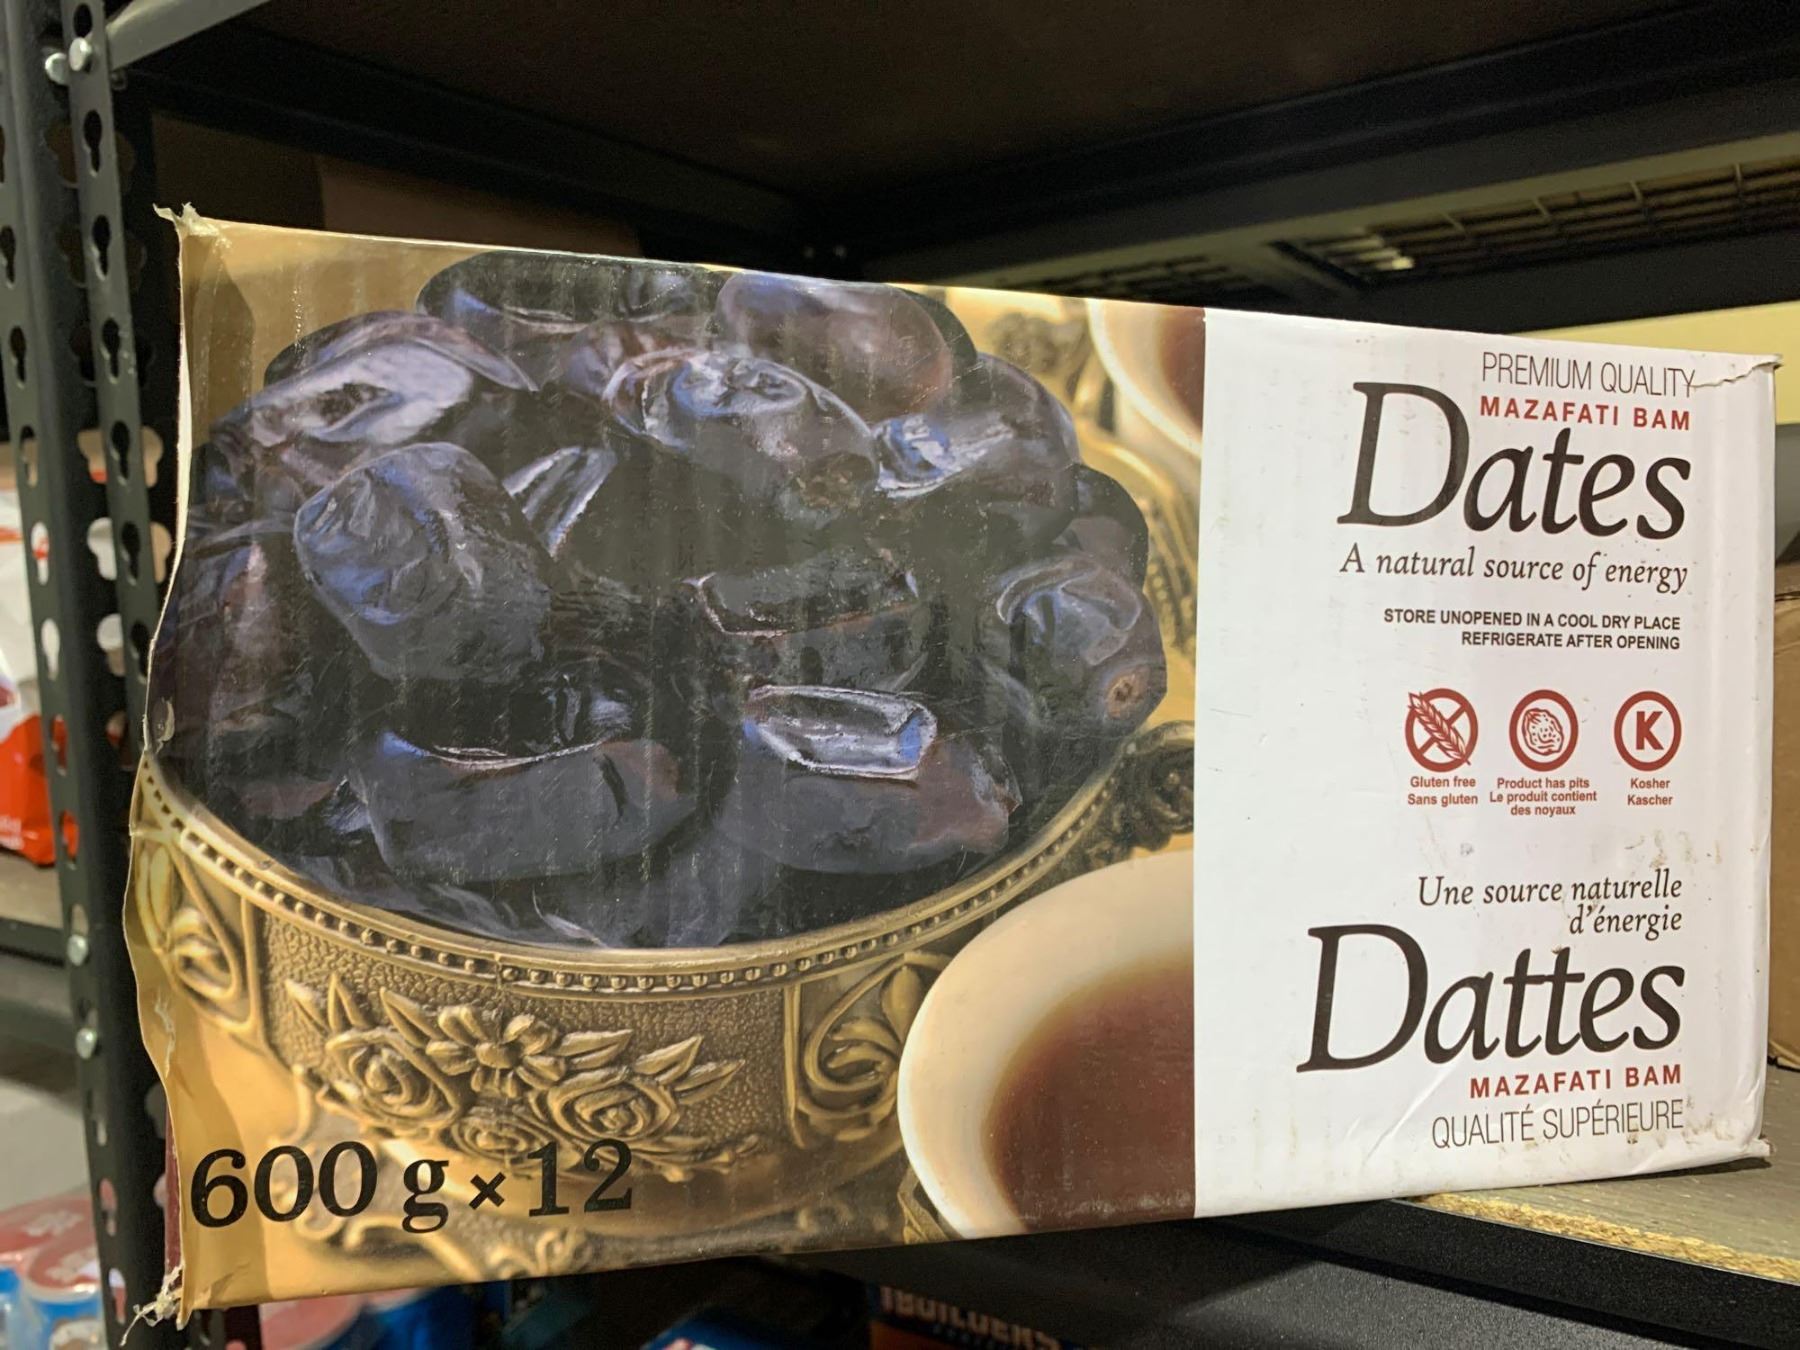 PREMIUM QUALITY
MAZAFATI BAM
Dates
A natural source of energy
STORE UNOPENED IN A COOL DRY PLACE
REFRIGERATE AFTER OPENING
K
Gluten free
Sans gluten
Product has pits
Le produit contient
des noyaux
Kosher
Kascher
Une source naturelle
d'énergie
Dattes
MAZAFATI BAM
QUALITÉ SUPÉRIEURE
600 g × 12